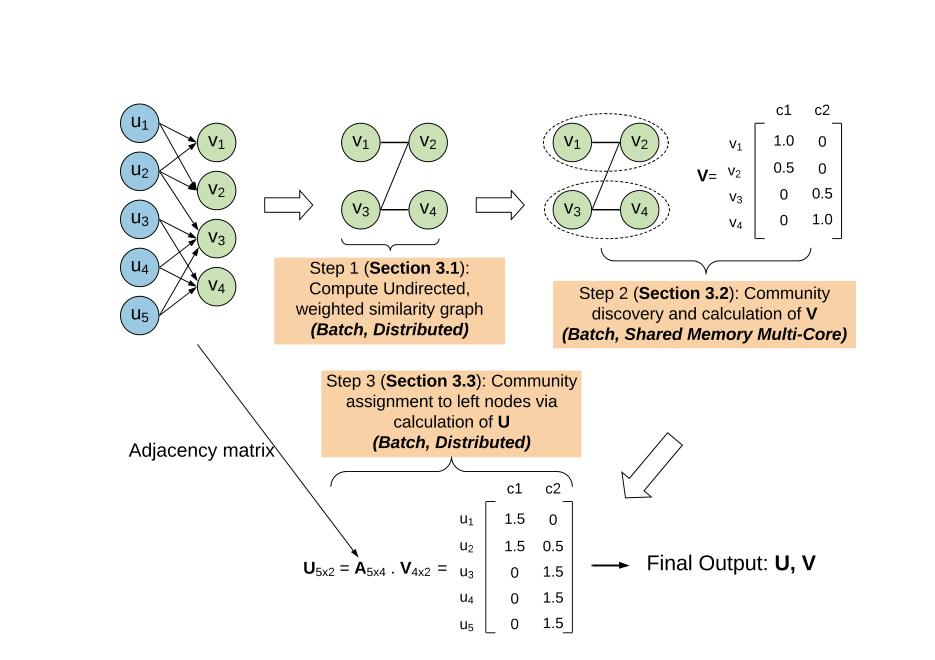 u1
u2
u3
u4
u5
v1
v2
v3
v4
v1 v2
v3 v4
v1 v2
v3 v4
c1 c2
V=
v1 1.0 0
v2 0.5 0
v3 0 0.5
v4 0 1.0
Step 1 (Section 3.1):
Compute Undirected,
weighted similarity graph
(Batch, Distributed)
Step 2 (Section 3.2): Community
discovery and calculation of V
(Batch, Shared Memory Multi-Core)
Step 3 (Section 3.3): Community
assignment to left nodes via
calculation of U
(Batch, Distributed)
Adjacency matrix
c1 c2
u1 1.5 0
u2 1.5 0.5
U5x2 = A5x4 . V4x2 =
u3 0 1.5
u4 0 1.5
u5 0 1.5
Final Output: U, V